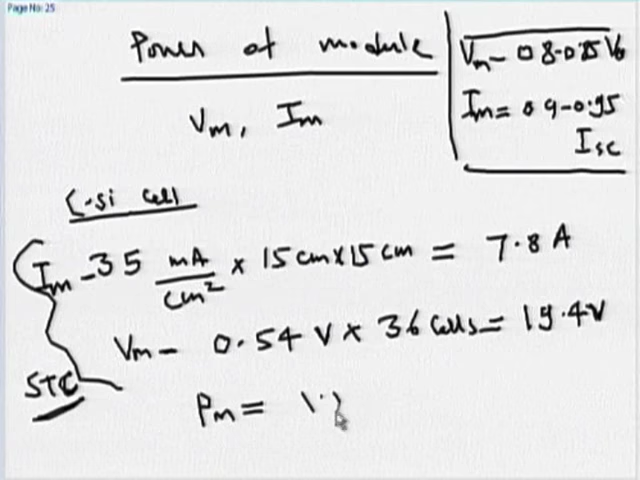 Page No: 25
Power of module
Vm, Im
Vm - 0.8-0.85 Vo
Im = 0.9-0.95
Isc
C-si cell
Im - 35 mA/cm² × 15 cm × 15 cm = 7.8 A
Vm - 0.54 V × 36 cells = 19.4V
STC
Pm =